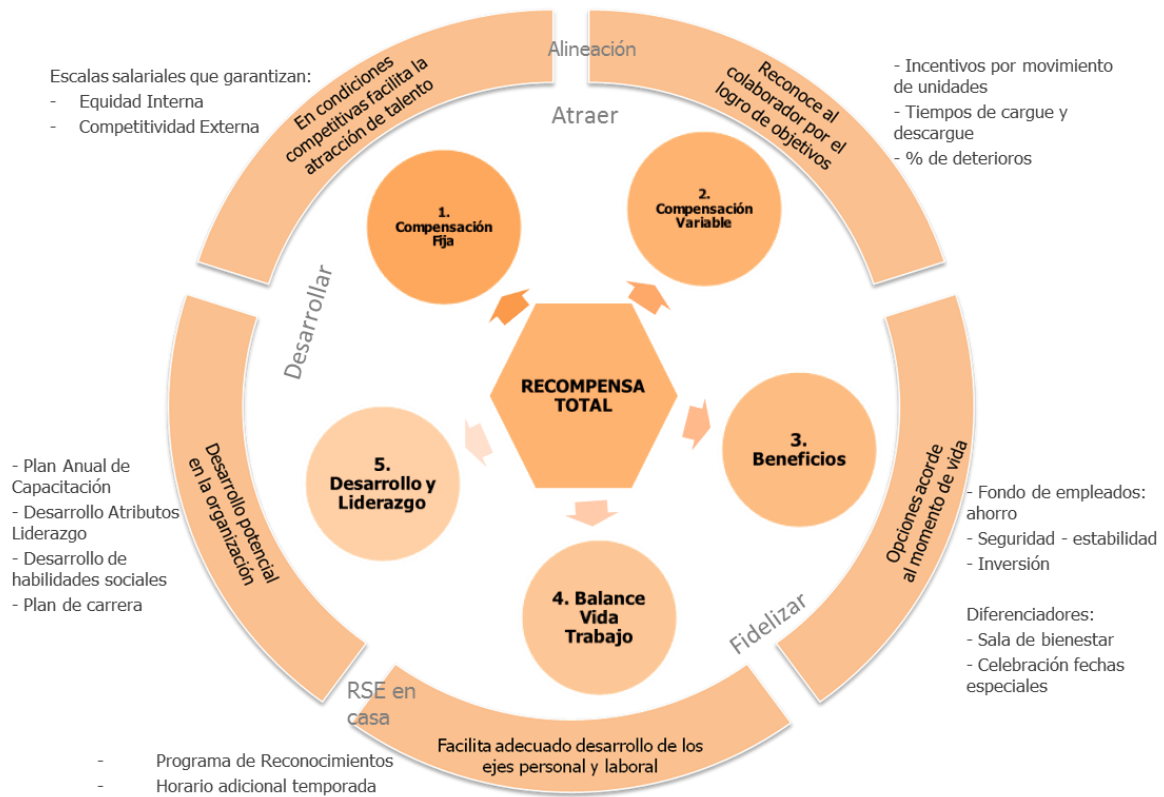 Alineación
Atraer
Desarrollar
Fidelizar
RSE en
casa
Escalas salariales que garantizan:
- Equidad Interna
- Competitividad Externa
En condiciones
competitivas facilita la
atracción de talento
1.
Compensación
Fija
Reconoce al
colaborador por el
logro de objetivos
2.
Compensación
Variable
- Incentivos por movimiento
de unidades
- Tiempos de cargue y
descargue
- % de deterioros
RECOMPENSA
TOTAL
3.
Beneficios
Opciones acorde
al momento de vida
- Fondo de empleados:
ahorro
- Seguridad - estabilidad
- Inversión
Diferenciadores:
- Sala de bienestar
- Celebración fechas
especiales
4. Balance
Vida
Trabajo
Facilita adecuado desarrollo de los
ejes personal y laboral
- Programa de Reconocimientos
- Horario adicional temporada
5.
Desarrollo y
Liderazgo
Desarrollo potencial
en la organización
- Plan Anual de
Capacitación
- Desarrollo Atributos
Liderazgo
- Desarrollo de
habilidades sociales
- Plan de carrera